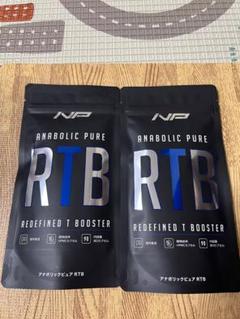 NP
ANABOLIC PURE
RTB
REDEFINED T BOOSTER
アナボリックピュア RTB
NP
ANABOLIC PURE
RTB
REDEFINED T BOOSTER
アナボリックピュア RTB